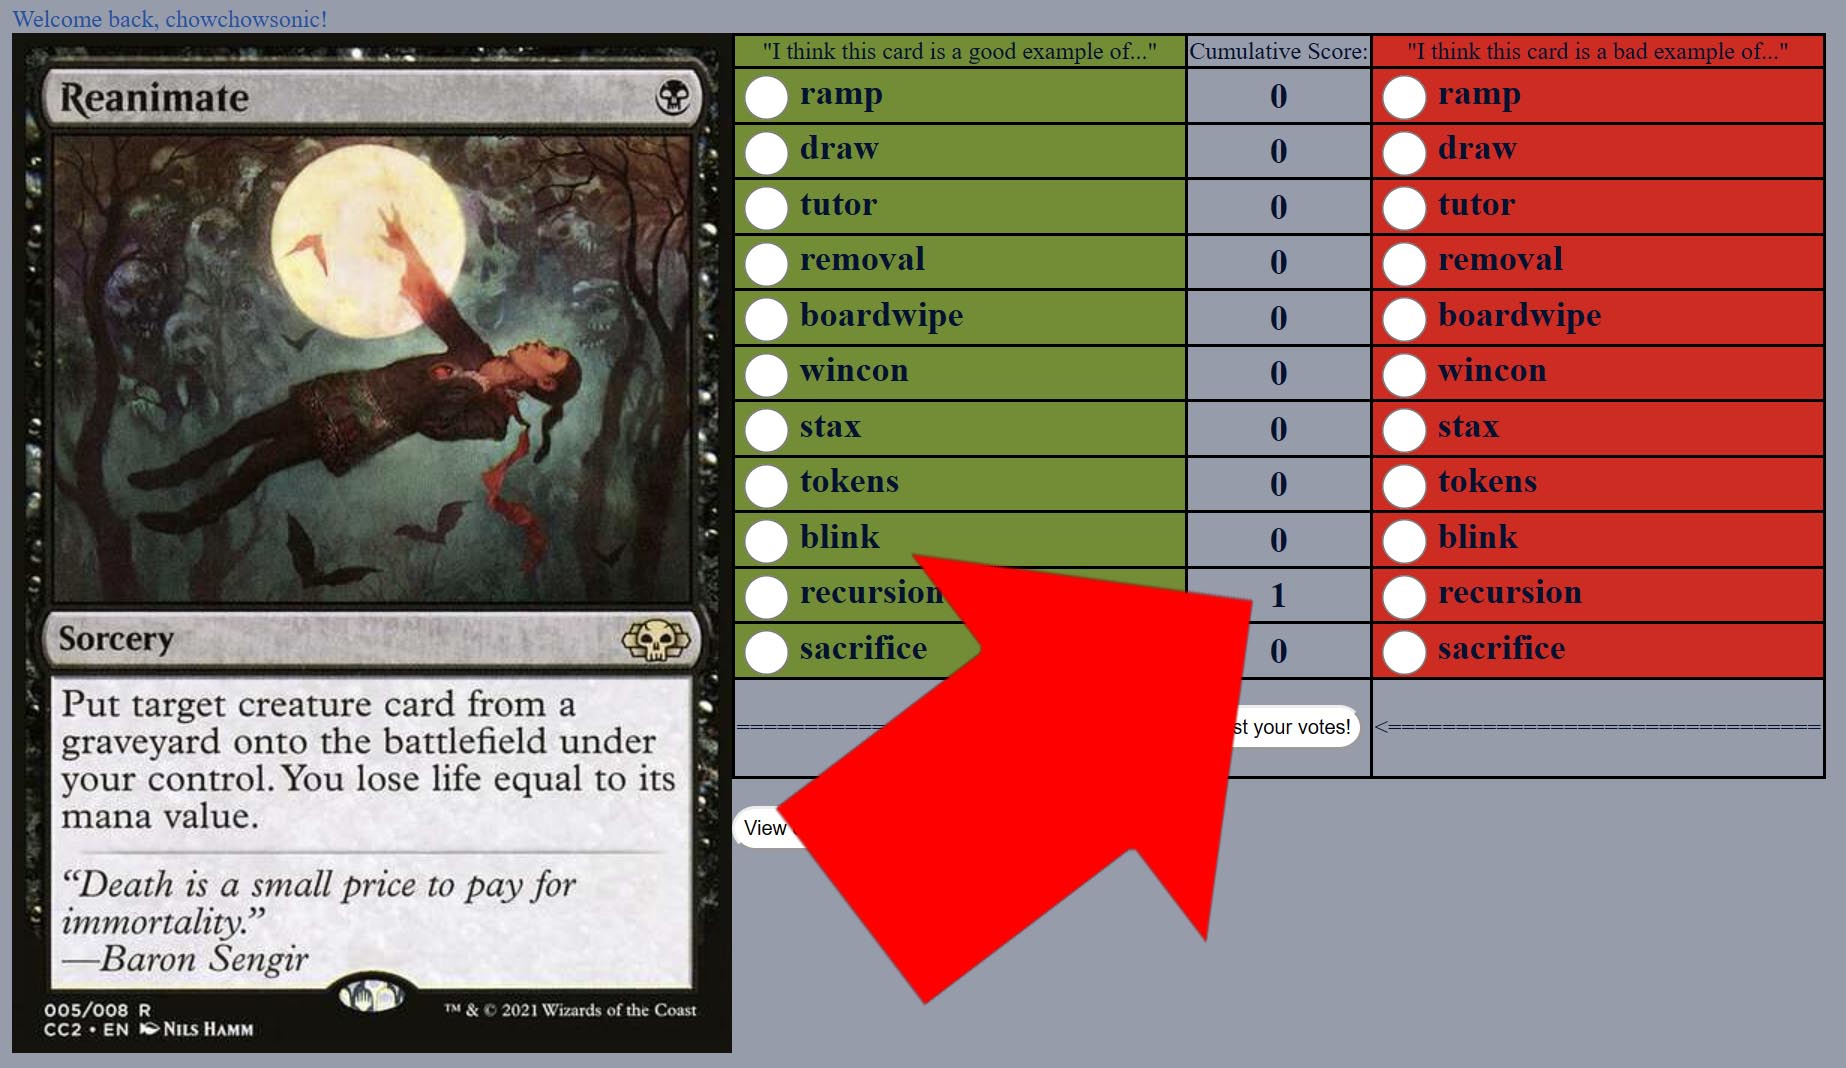 Welcome back, chowchowsonic!
Reanimate
Sorcery
Put target creature card from a
graveyard onto the battlefield under
your control. You lose life equal to its
mana value.
“Death is a small price to pay for
immortality.”
—Baron Sengir
005/008 R
CC2 • EN NILS HAMM
™ & © 2021 Wizards of the Coast
"I think this card is a good example of..." Cumulative Score: "I think this card is a bad example of..."
ramp 0 ramp
draw 0 draw
tutor 0 tutor
removal 0 removal
boardwipe 0 boardwipe
wincon 0 wincon
stax 0 stax
tokens 0 tokens
blink 0 blink
recursion 1 recursion
sacrifice 0 sacrifice
your votes! <================================
View